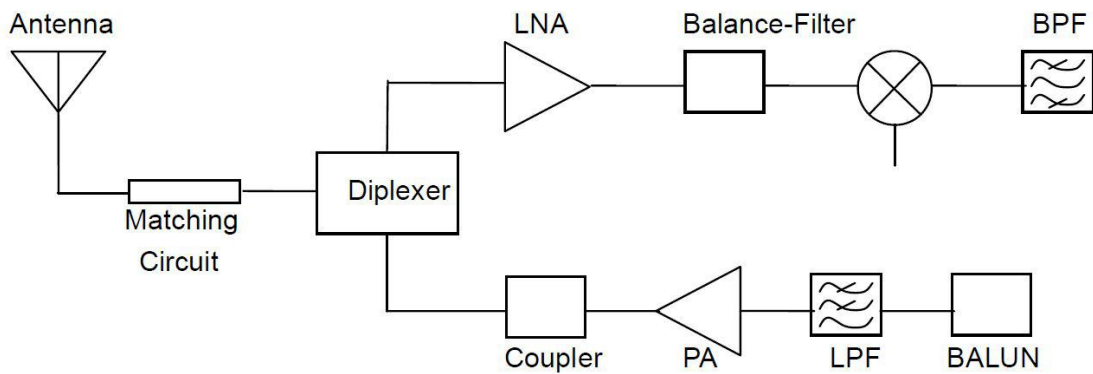 Antenna
LNA
Balance-Filter
BPF
Diplexer
Matching
Circuit
Coupler
PA
LPF
BALUN